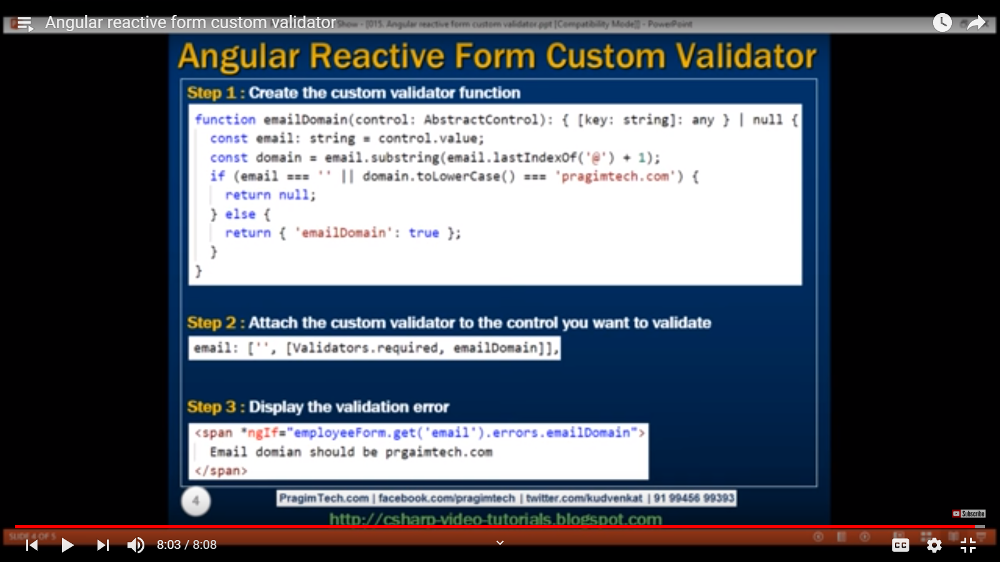 Angular reactive form custom validator
Show - [015. Angular reactive form custom validator.ppt [Compatibility Mode]] - PowerPoint
Angular Reactive Form Custom Validator
Step 1 : Create the custom validator function
function emailDomain(control: AbstractControl): { [key: string]: any } | null {
const email: string = control.value;
const domain = email.substring(email.lastIndexOf('@') + 1);
if (email === '' || domain.toLowerCase() === 'pragimtech.com') {
return null;
} else {
return { 'emailDomain': true };
}
}
Step 2 : Attach the custom validator to the control you want to validate
email: ['', [Validators.required, emailDomain]],
Step 3 : Display the validation error
<span *ngIf="employeeForm.get('email').errors.emailDomain">
Email domian should be prgaimtech.com
</span>
4
PragimTech.com | facebook.com/pragimtech | twitter.com/kudvenkat | 91 99456 99393
http://csharp-video-tutorials.blogspot.com
Subscribe
SLIDE 4 OF 5
8:03 / 8:08
CC